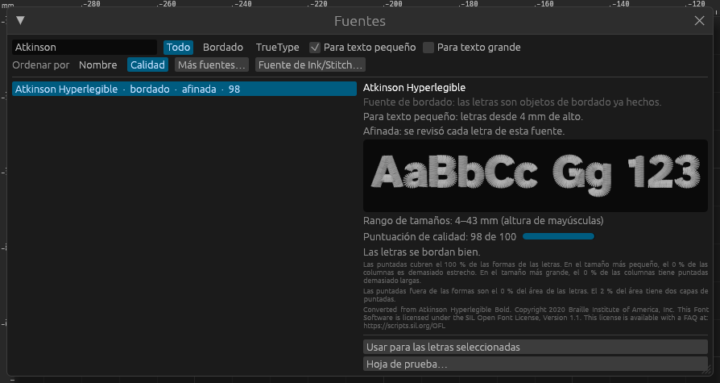 mm -280 -260 -240 -220 -200 -180 -160 -140 -120
Fuentes
Atkinson Todo Bordado TrueType Para texto pequeño Para texto grande
Ordenar por Nombre Calidad Más fuentes... Fuente de Ink/Stitch...
Atkinson Hyperlegible · bordado · afinada · 98
Atkinson Hyperlegible
Fuente de bordado: las letras son objetos de bordado ya hechos.
Para texto pequeño: letras desde 4 mm de alto.
Afinada: se revisó cada letra de esta fuente.
AaBbCc Gg 123
Rango de tamaños: 4–43 mm (altura de mayúsculas)
Puntuación de calidad: 98 de 100
Las letras se bordan bien.
Las puntadas cubren el 100 % de las formas de las letras. En el tamaño más pequeño, el 0 % de las
columnas es demasiado estrecho. En el tamaño más grande, el 0 % de las columnas tiene puntadas
demasiado largas.
Las puntadas fuera de las formas son el 0 % del área de las letras. El 2 % del área tiene dos capas de
puntadas.
Converted from Atkinson Hyperlegible Bold. Copyright 2020 Braille Institute of America, Inc. This Font
Software is licensed under the SIL Open Font License, Version 1.1. This license is available with a FAQ at:
https://scripts.sil.org/OFL
Usar para las letras seleccionadas
Hoja de prueba...